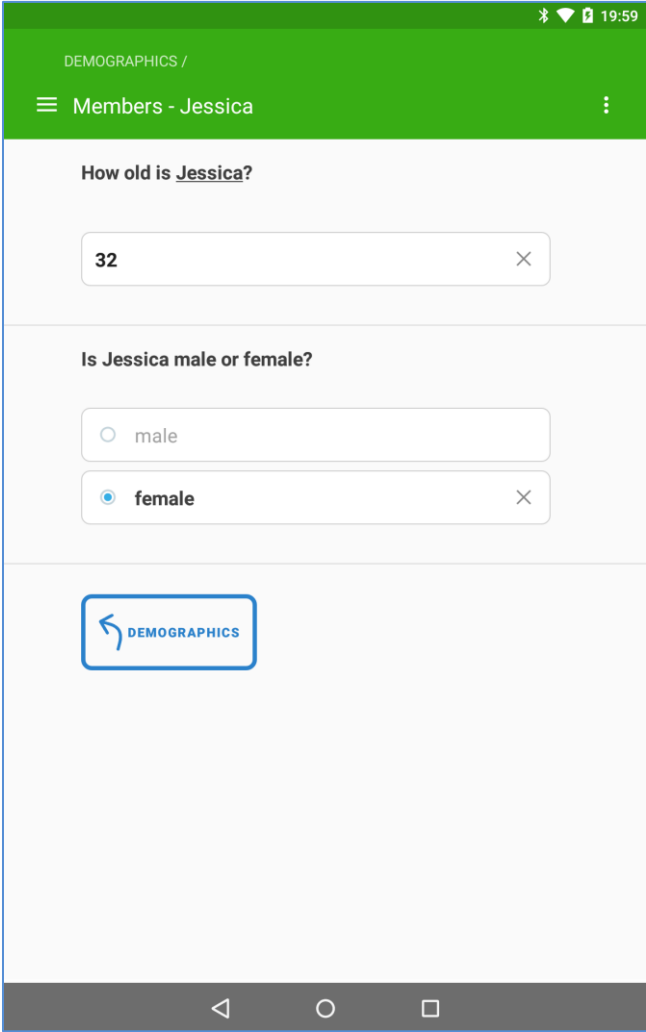 19:59
DEMOGRAPHICS /
Members - Jessica
How old is Jessica?
32
Is Jessica male or female?
male
female
DEMOGRAPHICS